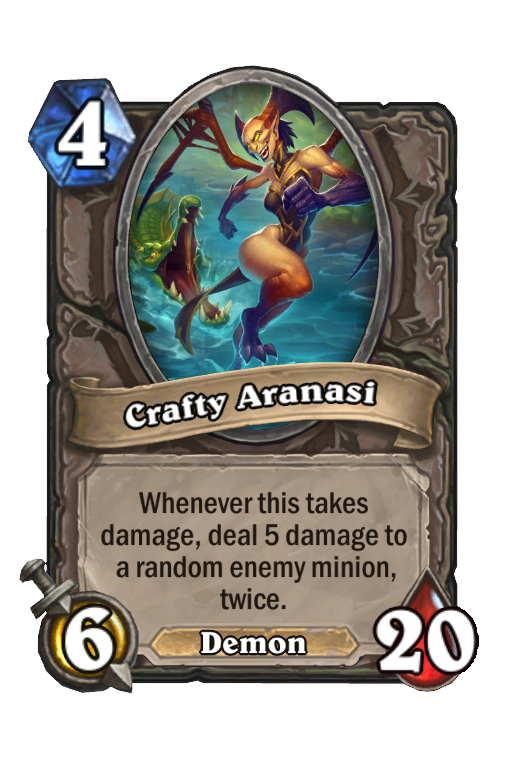 4
Crafty Aranasi
Whenever this takes
damage, deal 5 damage to
a random enemy minion,
twice.
6
Demon
20